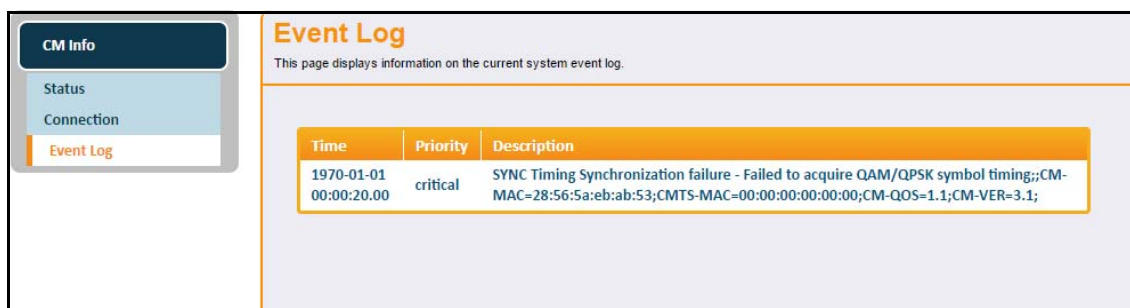 CM Info
Status
Connection
Event Log
Event Log
This page displays information on the current system event log.
Time Priority Description
1970-01-01 00:00:20.00 critical SYNC Timing Synchronization failure - Failed to acquire QAM/QPSK symbol timing;;CM-
MAC=28:56:5a:eb:ab:53;CMTS-MAC=00:00:00:00:00:00;CM-QOS=1.1;CM-VER=3.1;